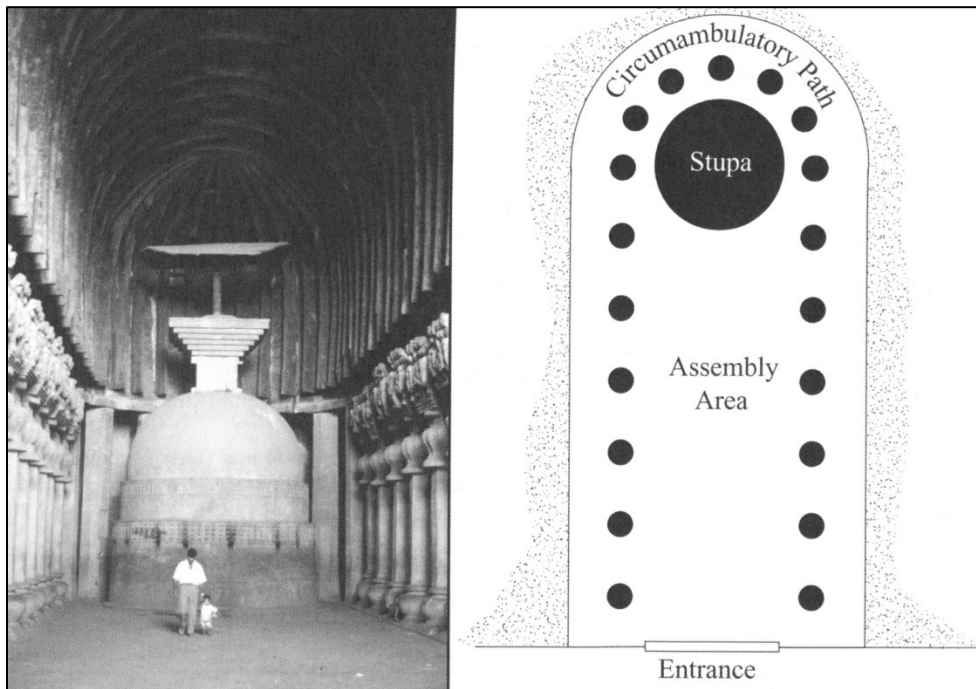 Circumambulatory Path
Stupa
Assembly
Area
Entrance